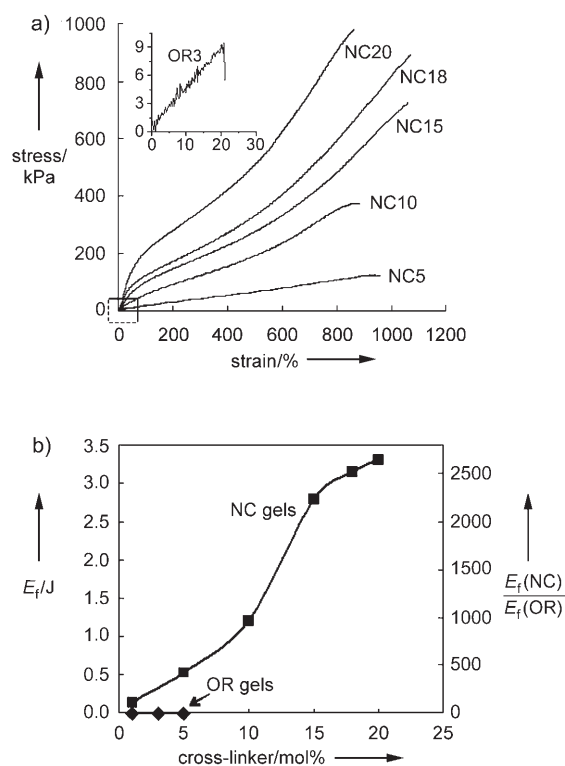 a)
1000
800
600
400
200
0
stress/
kPa
9
6
3
0
OR3
0 10 20 30
NC20
NC18
NC15
NC10
NC5
0 200 400 600 800 1000 1200
strain/%
b)
3.5
3.0
2.5
2.0
1.5
1.0
0.5
0.0
E_f/J
NC gels
OR gels
2500
2000
1500
1000
500
0
E_f(NC)
E_f(OR)
0 5 10 15 20 25
cross-linker/mol%